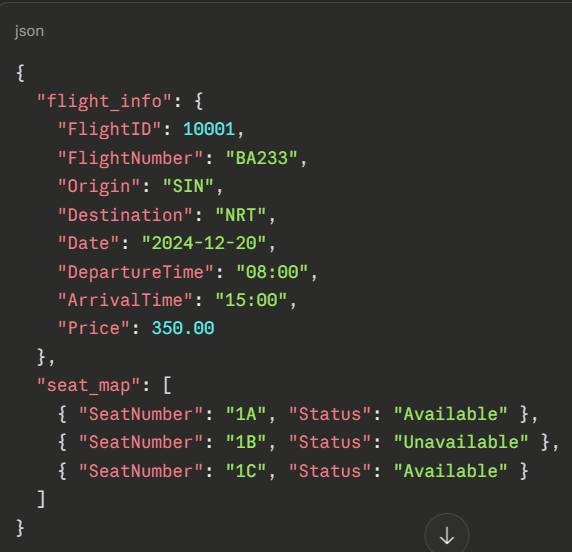 json
{
  "flight_info": {
    "FlightID": 10001,
    "FlightNumber": "BA233",
    "Origin": "SIN",
    "Destination": "NRT",
    "Date": "2024-12-20",
    "DepartureTime": "08:00",
    "ArrivalTime": "15:00",
    "Price": 350.00
  },
  "seat_map": [
    { "SeatNumber": "1A", "Status": "Available" },
    { "SeatNumber": "1B", "Status": "Unavailable" },
    { "SeatNumber": "1C", "Status": "Available" }
  ]
}